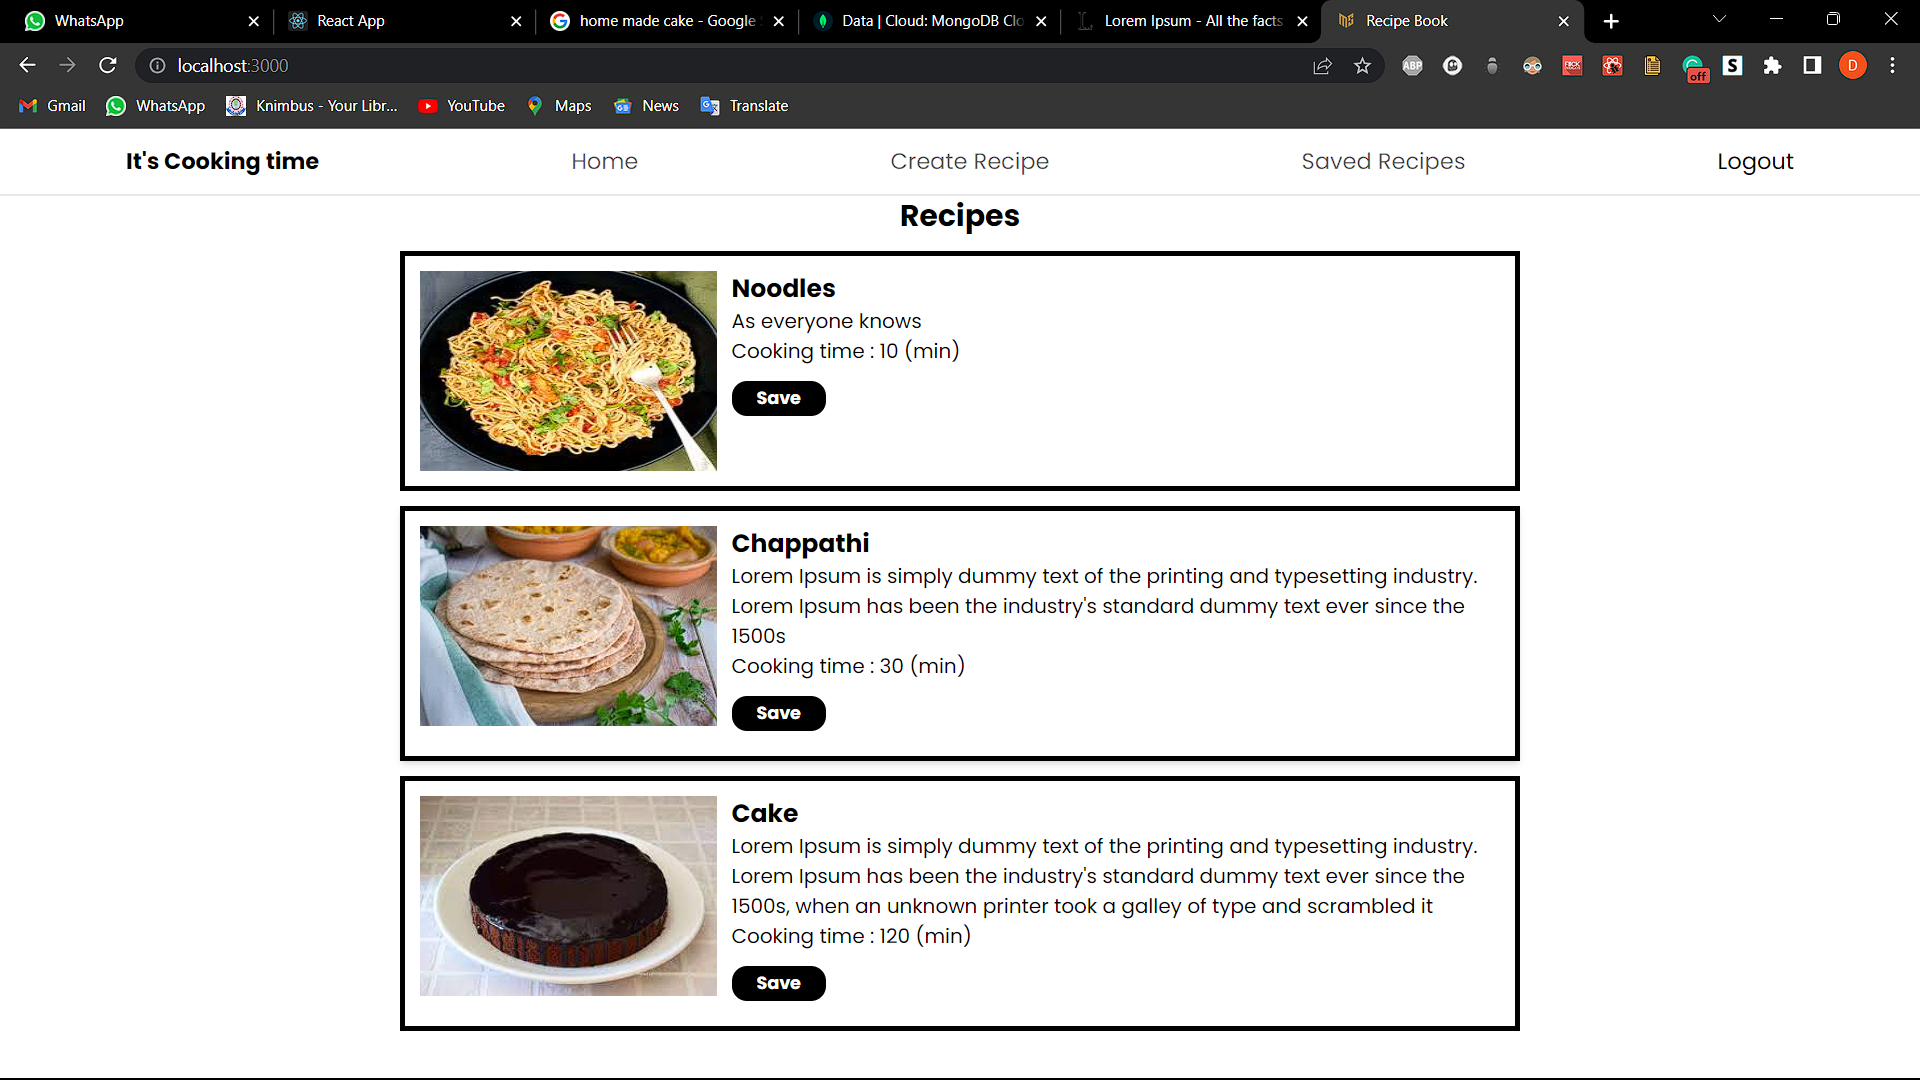 WhatsApp
React App
home made cake - Google
Data | Cloud: MongoDB Clo
Lorem Ipsum - All the facts
Recipe Book
localhost:3000
ABP
off
S
D
Gmail
WhatsApp
Knimbus - Your Libr...
YouTube
Maps
News
Translate
It's Cooking time
Home
Create Recipe
Saved Recipes
Logout
Recipes
Noodles
As everyone knows
Cooking time : 10 (min)
Save
Chappathi
Lorem Ipsum is simply dummy text of the printing and typesetting industry.
Lorem Ipsum has been the industry's standard dummy text ever since the
1500s
Cooking time : 30 (min)
Save
Cake
Lorem Ipsum is simply dummy text of the printing and typesetting industry.
Lorem Ipsum has been the industry's standard dummy text ever since the
1500s, when an unknown printer took a galley of type and scrambled it
Cooking time : 120 (min)
Save